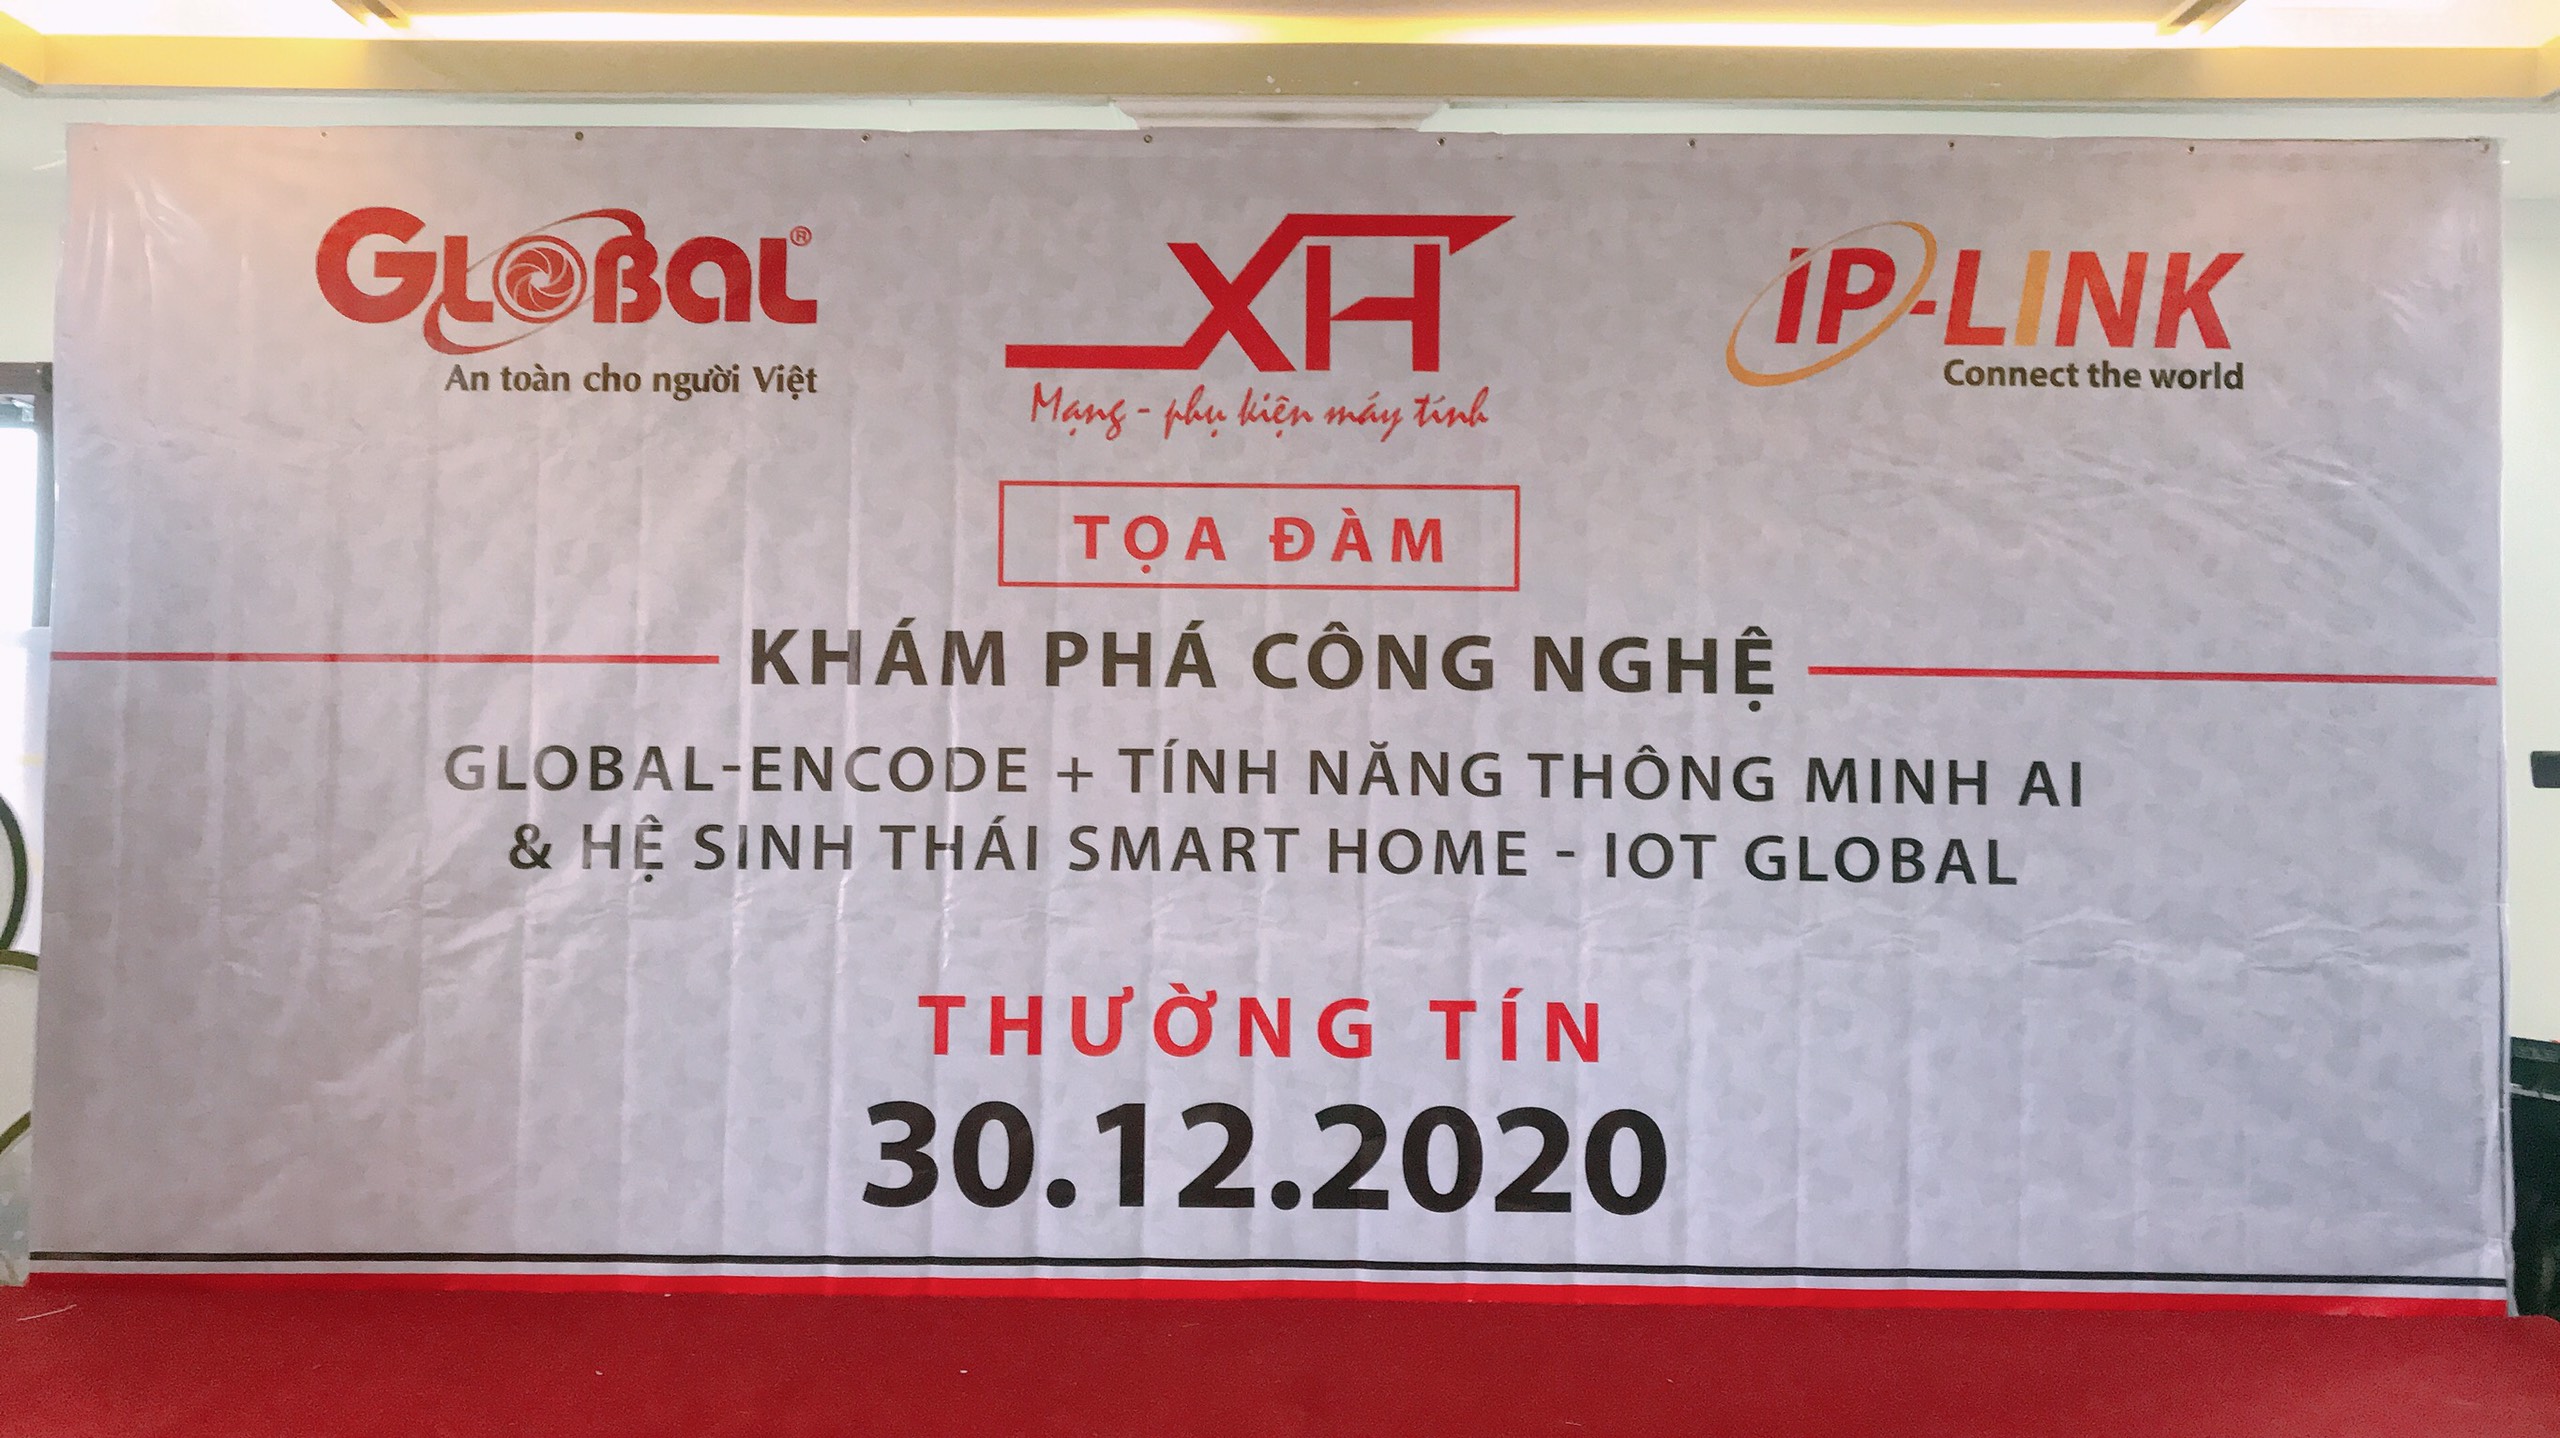 GLOBAL®
An toàn cho người Việt
XH
Mạng - phụ kiện máy tính
IP-LINK
Connect the world
TỌA ĐÀM
KHÁM PHÁ CÔNG NGHỆ
GLOBAL-ENCODE + TÍNH NĂNG THÔNG MINH AI
& HỆ SINH THÁI SMART HOME - IOT GLOBAL
THƯỜNG TÍN
30.12.2020